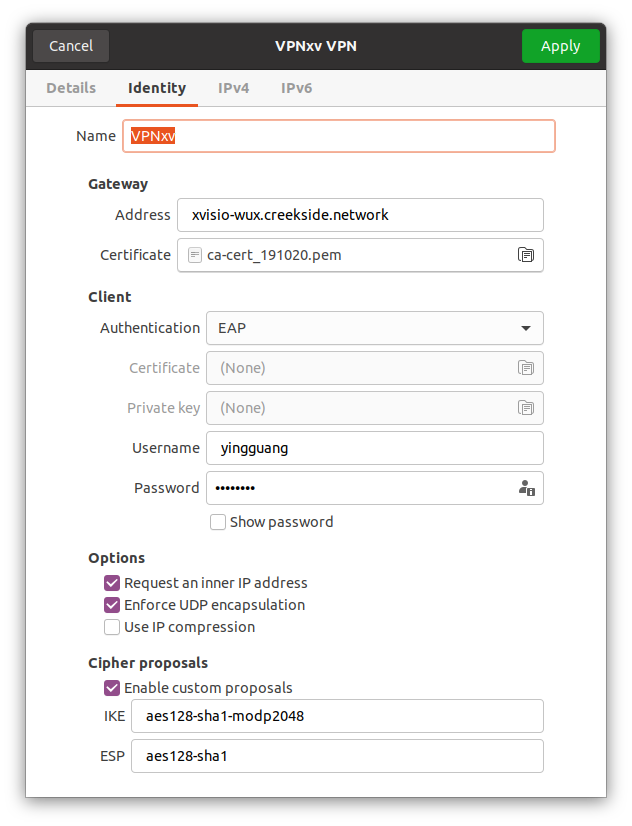 Cancel VPNxv VPN Apply
Details Identity IPv4 IPv6
Name VPNxv
Gateway
Address xvisio-wux.creekside.network
Certificate ca-cert_191020.pem
Client
Authentication EAP
Certificate (None)
Private key (None)
Username yingguang
Password ••••••••
Show password
Options
Request an inner IP address
Enforce UDP encapsulation
Use IP compression
Cipher proposals
Enable custom proposals
IKE aes128-sha1-modp2048
ESP aes128-sha1